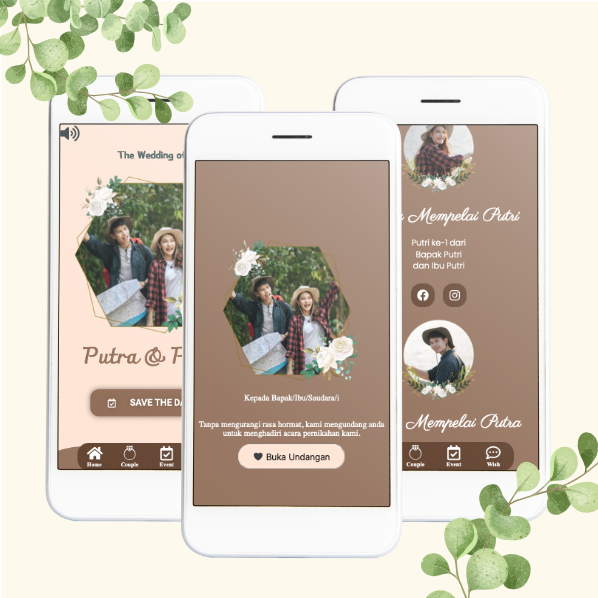 The Wedding of
Putra & P
SAVE THE DA
Home
Couple
Event
Kepada Bapak/Ibu/Saudara/i
Tanpa mengurangi rasa hormat, kami mengundang anda
untuk menghadiri acara pernikahan kami.
Buka Undangan
Mempelai Putri
Putri ke-1 dari
Bapak Putri
dan Ibu Putri
Mempelai Putra
Couple
Event
Wish